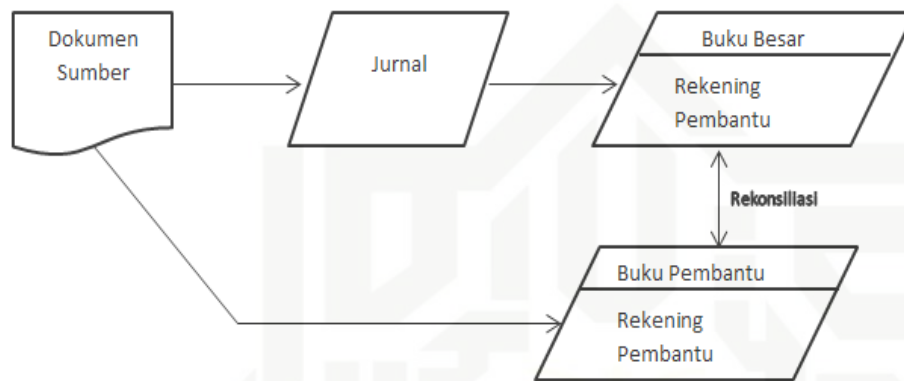 Dokumen
Sumber
Jurnal
Buku Besar
Rekening
Pembantu
Rekonsiliasi
Buku Pembantu
Rekening
Pembantu